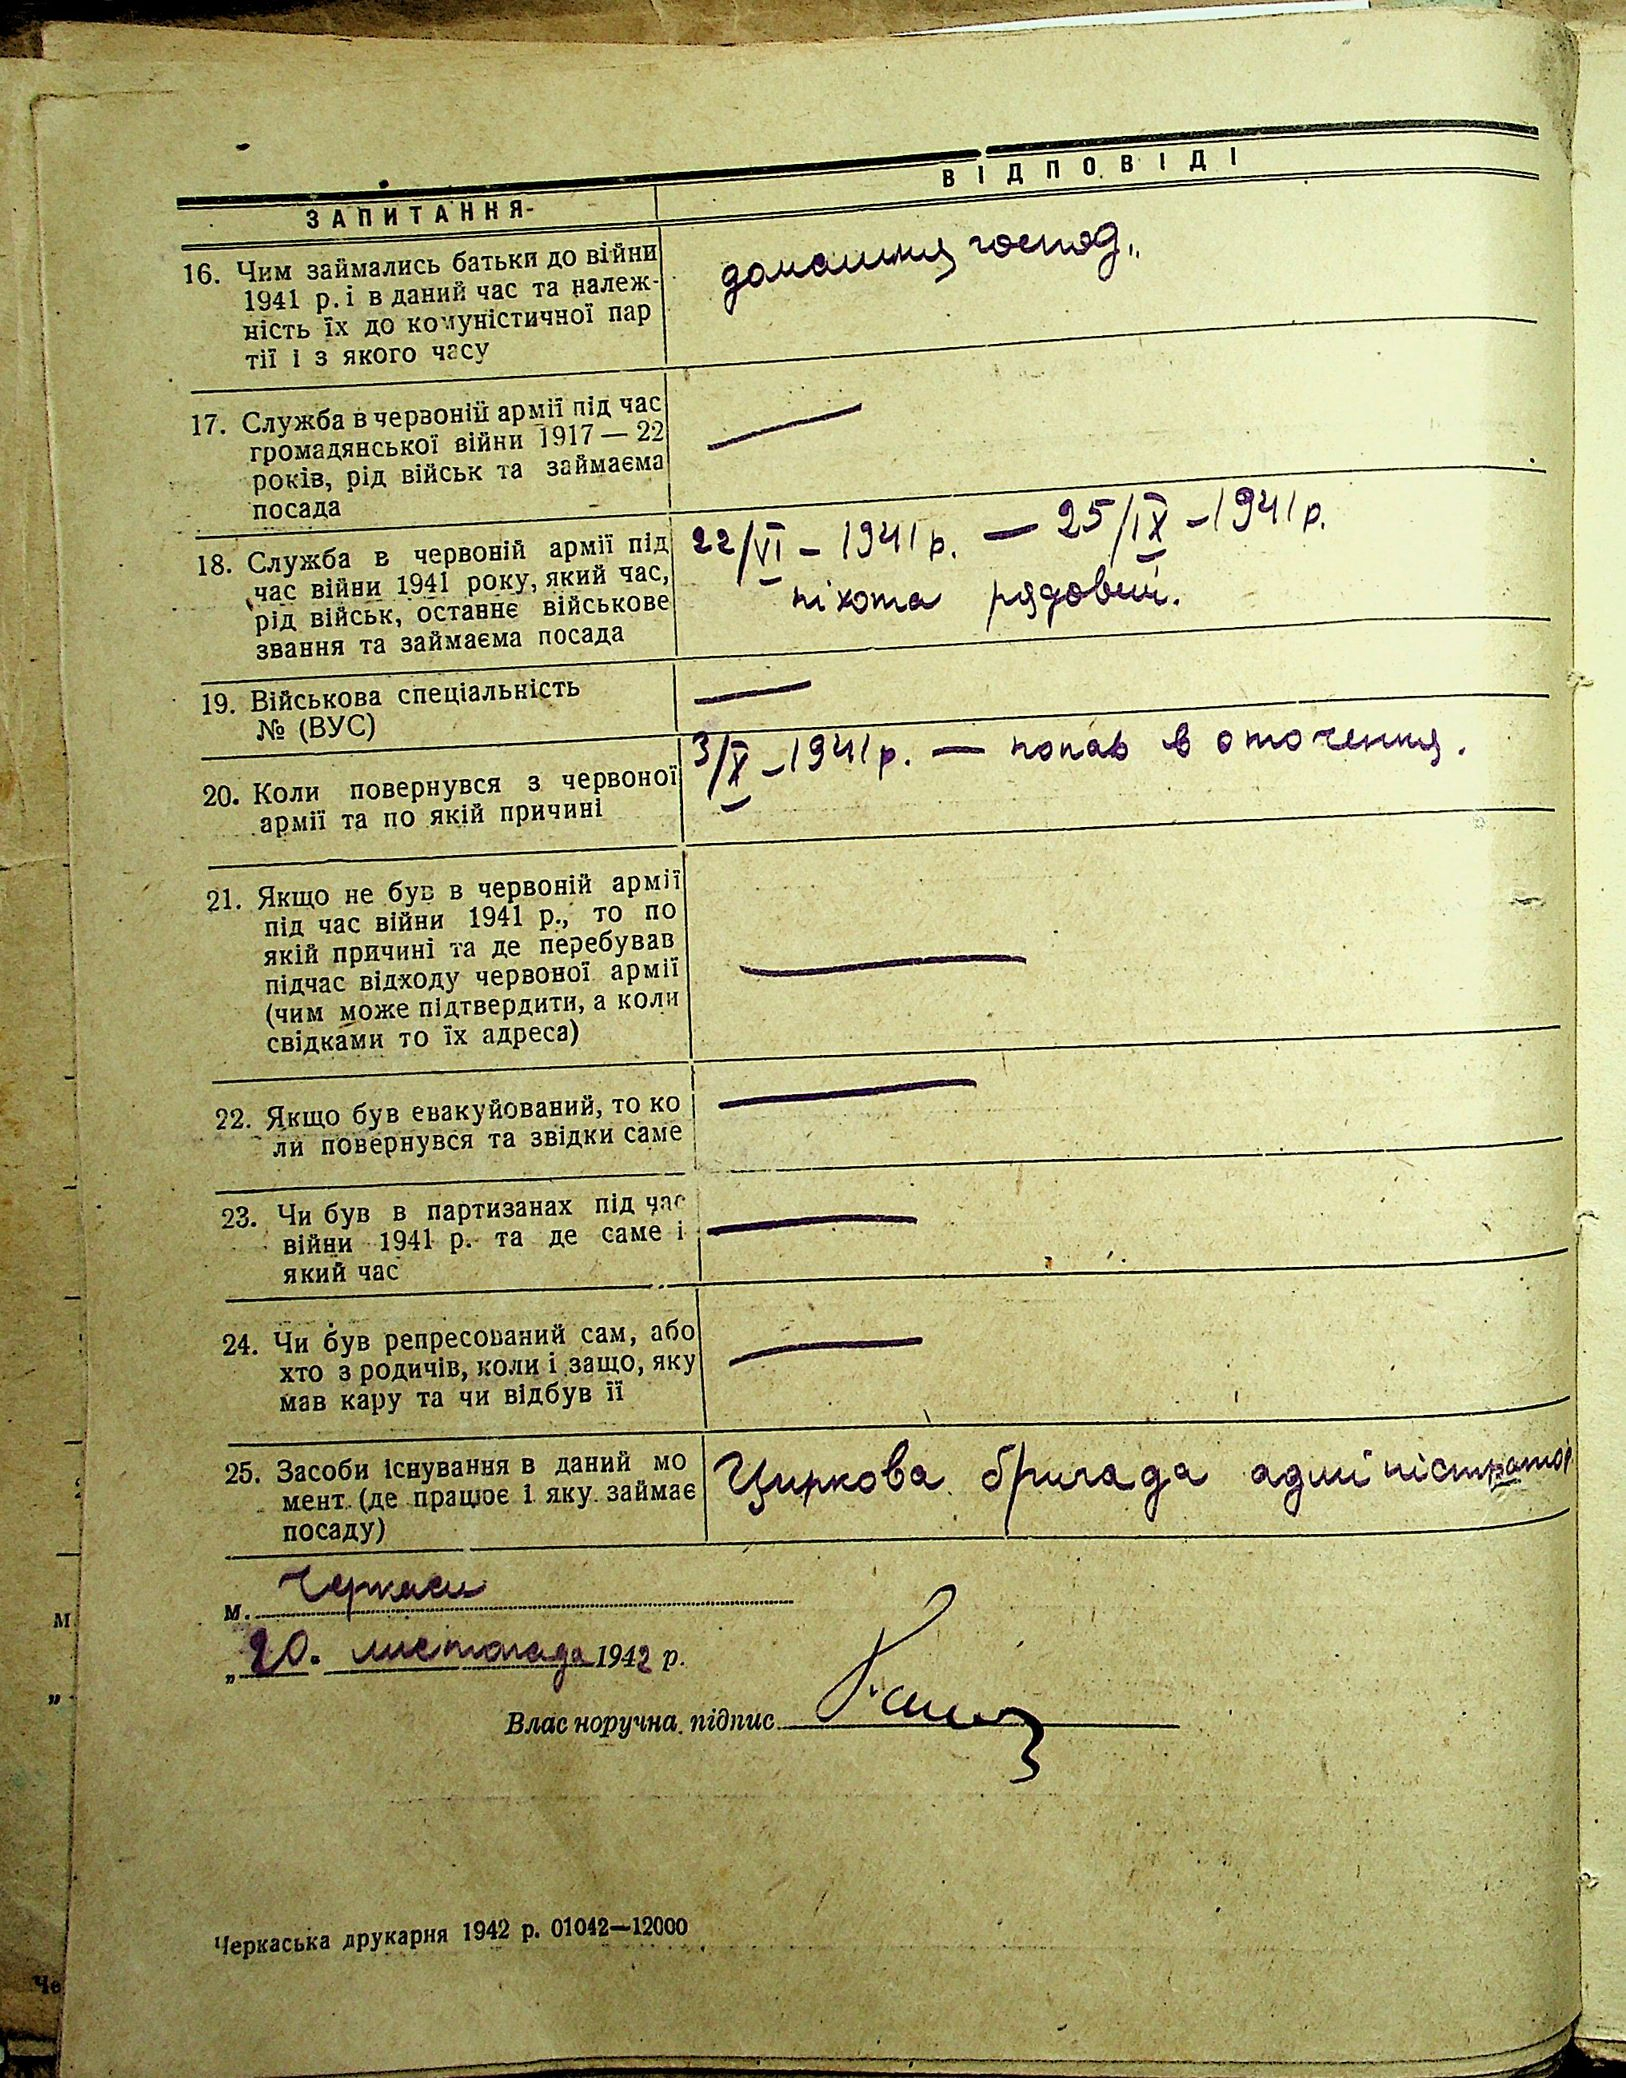 ЗАПИТАННЯ
ВІДПОВІДІ
16. Чим займались батьки до війни
1941 р. і в даний час та належ-
ність їх до комуністичної пар
тії і з якого часу
домашня господ.
17. Служба в червоній армії під час
громадянської війни 1917 — 22
років, рід військ та займаєма
посада
—
18. Служба в червоній армії під
час війни 1941 року, який час,
рід військ, останнє військове
звання та займаєма посада
22/VI – 1941 р. — 25/IX – 1941 р.
піхота рядовий.
19. Військова спеціальність
№ (ВУС)
—
20. Коли повернувся з червоної
армії та по якій причині
3/X – 1941 р. — попав в оточення.
21. Якщо не був в червоній армії
під час війни 1941 р., то по
якій причині та де перебував
підчас відходу червоної армії
(чим може підтвердити, а коли
свідками то їх адреса)
—
22. Якщо був евакуйований, то ко
ли повернувся та звідки саме
—
23. Чи був в партизанах під час
війни 1941 р. та де саме і
який час
—
24. Чи був репресований сам, або
хто з родичів, коли і защо, яку
мав кару та чи відбув її
—
25. Засоби існування в даний мо
мент (де працює і яку займає
посаду)
Циркова бригада адміністратор
м. Черкаси
„20. листопада 1942 р.
Влас норучна підпис
Черкаська друкарня 1942 р. 01042—12000